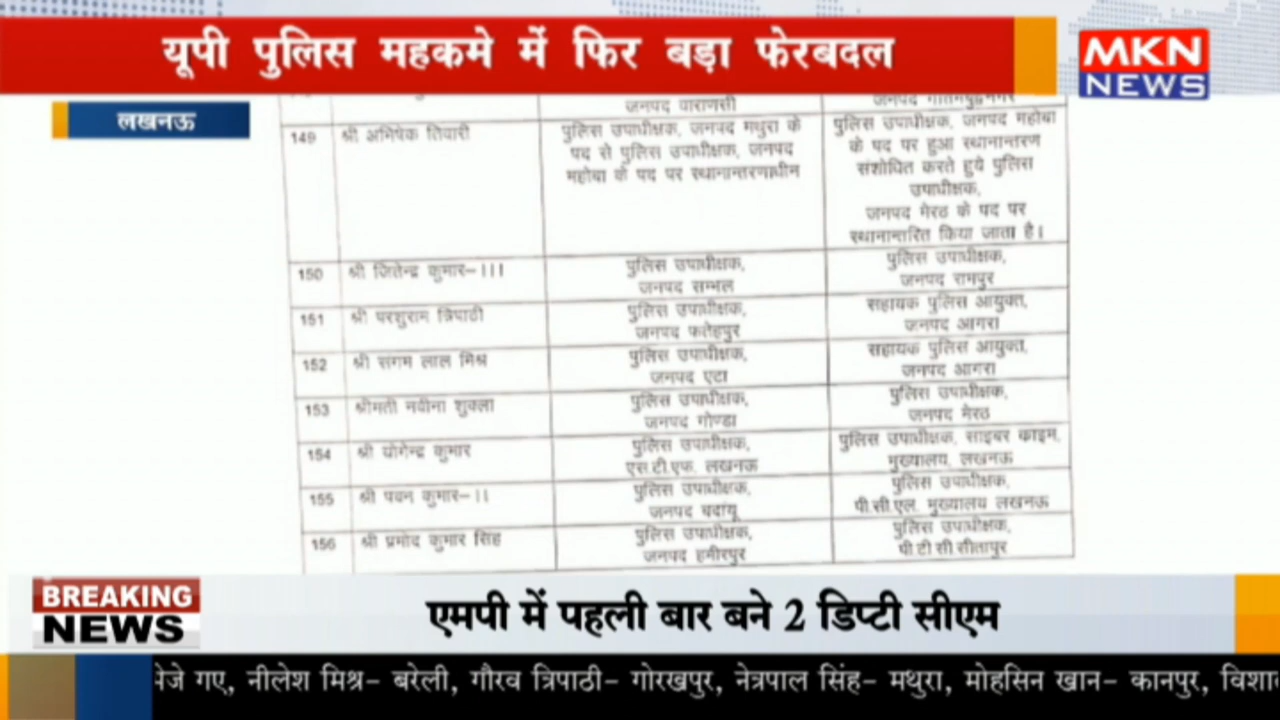 यूपी पुलिस महकमे में फिर बड़ा फेरबदल
MKN
NEWS
लखनऊ
जनपद वाराणसी
जनपद गौतमबुद्धनगर
149 श्री अभिषेक तिवारी
पुलिस उपाधीक्षक, जनपद मथुरा के
पद से पुलिस उपाधीक्षक, जनपद
महोबा के पद पर स्थानान्तरणाधीन
पुलिस उपाधीक्षक, जनपद महोबा
के पद पर हुआ स्थानान्तरण
संशोधित करते हुये पुलिस
उपाधीक्षक,
जनपद मेरठ के पद पर
स्थानान्तरित किया जाता है।
150 श्री जितेन्द्र कुमार-।।।
पुलिस उपाधीक्षक,
जनपद सम्भल
पुलिस उपाधीक्षक,
जनपद रामपुर
151 श्री परशुराम त्रिपाठी
पुलिस उपाधीक्षक,
जनपद फतेहपुर
सहायक पुलिस आयुक्त,
जनपद आगरा
152 श्री संगम लाल मिश्र
पुलिस उपाधीक्षक,
जनपद एटा
सहायक पुलिस आयुक्त,
जनपद आगरा
153 श्रीमती नवीना शुक्ला
पुलिस उपाधीक्षक,
जनपद गोण्डा
पुलिस उपाधीक्षक,
जनपद मेरठ
154 श्री योगेन्द्र कुमार
पुलिस उपाधीक्षक,
एस.टी.एफ. लखनऊ
पुलिस उपाधीक्षक, साइबर क्राइम,
मुख्यालय, लखनऊ
155 श्री पवन कुमार-।।
पुलिस उपाधीक्षक,
जनपद बदांयू
पुलिस उपाधीक्षक,
पी.सी.एल. मुख्यालय लखनऊ
156 श्री प्रमोद कुमार सिंह
पुलिस उपाधीक्षक,
जनपद हमीरपुर
पुलिस उपाधीक्षक,
पी टी सी सीतापुर
BREAKING
NEWS
एमपी में पहली बार बने 2 डिप्टी सीएम
गए, नीलेश मिश्र- बरेली, गौरव त्रिपाठी- गोरखपुर, नेत्रपाल सिंह- मथुरा, मोहसिन खान- कानपुर,